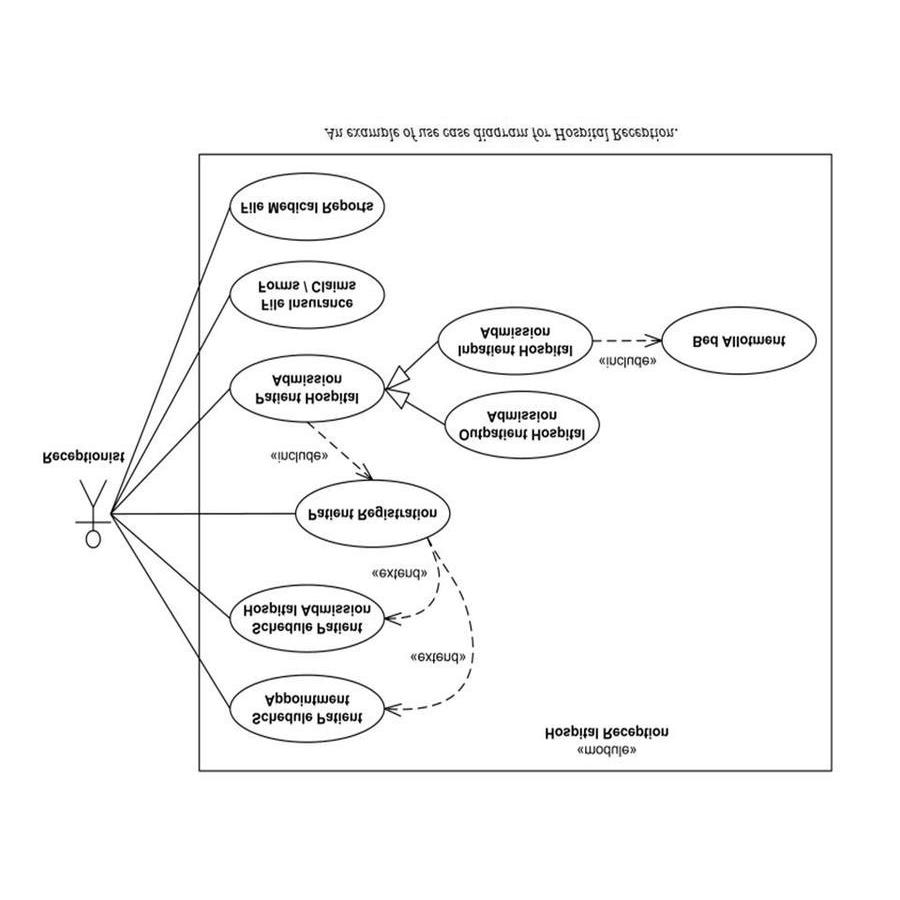 «module»
Hospital Reception
Schedule Patient
Appointment
«extend»
Schedule Patient
Hospital Admission
«extend»
Patient Registration
Receptionist
«include»
Outpatient Hospital
Admission
Patient Hospital
Admission
«include»
Inpatient Hospital
Admission
Bed Allotment
File Insurance
Forms / Claims
File Medical Reports
An example of use case diagram for Hospital Reception.